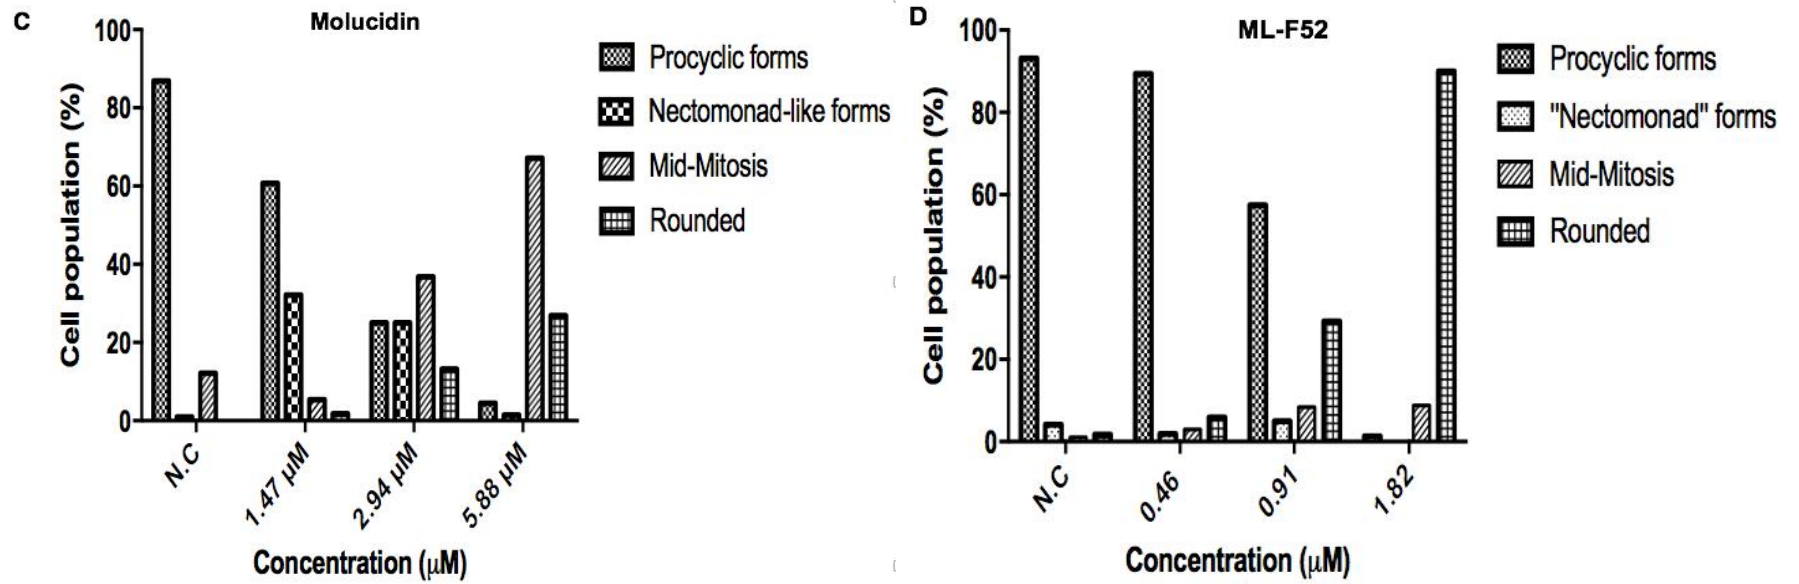 C
Molucidin
Cell population (%)
100
80
60
40
20
0
N.C
1.47 μM
2.94 μM
5.88 μM
Concentration (μM)
Procyclic forms
Nectomonad-like forms
Mid-Mitosis
Rounded
D
ML-F52
Cell population (%)
100
80
60
40
20
0
N.C
0.46
0.91
1.82
Concentration (μM)
Procyclic forms
"Nectomonad" forms
Mid-Mitosis
Rounded